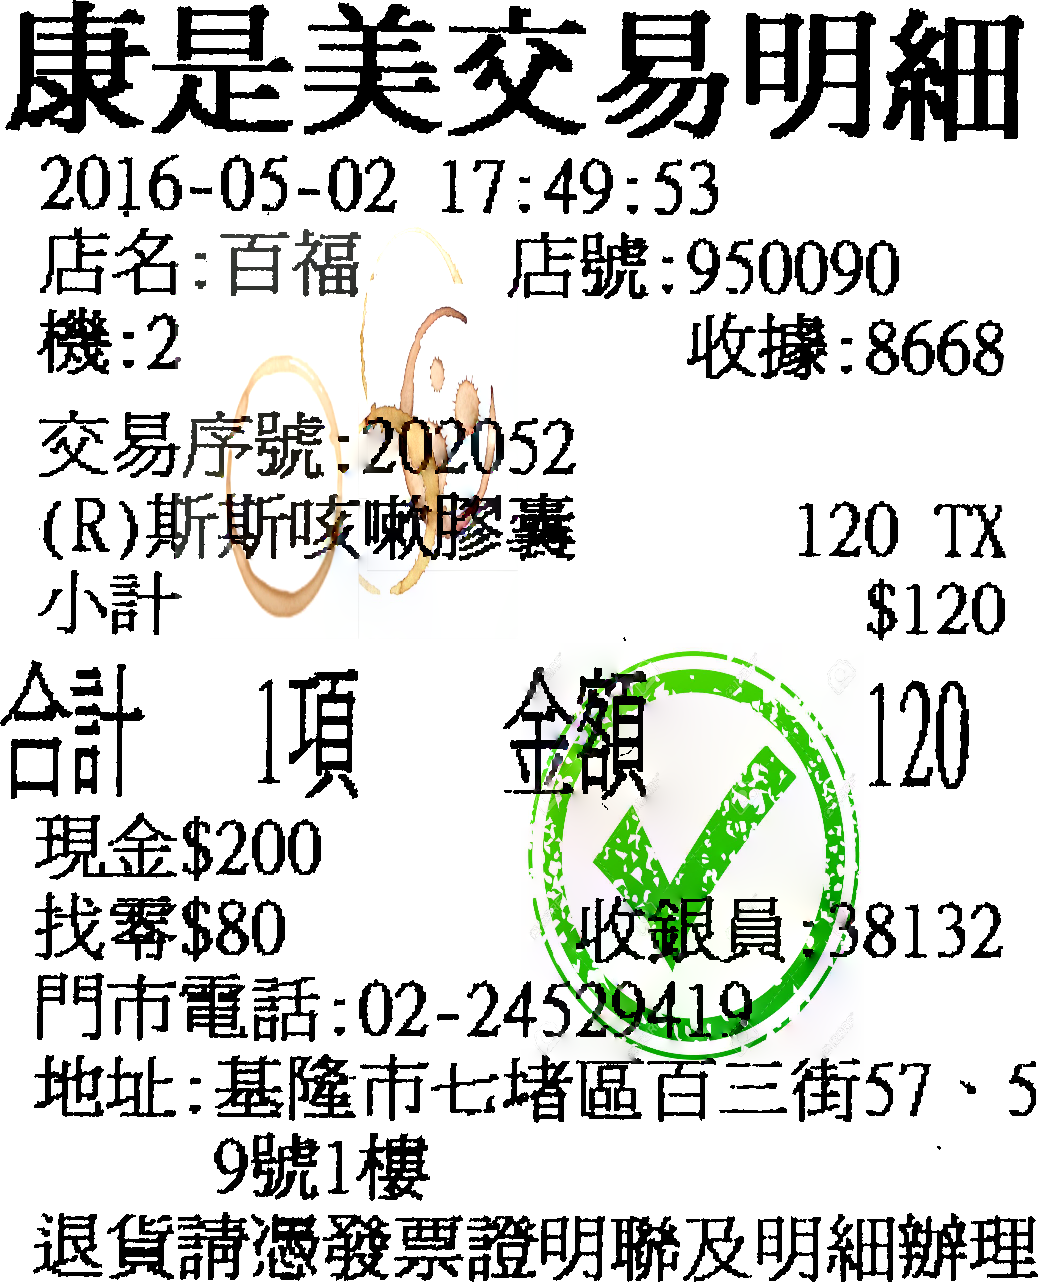 康是美交易明細
2016-05-02 17:49:53
店名:百福 店號:950090
機:2 收據:8668
交易序號:202052
(R)斯斯咳嗽膠囊 120 TX
小計 $120
合計 1項 金額 120
現金$200
找零$80 收銀員:38132
門市電話:02-24529419
地址:基隆市七堵區百三街57、5
9號1樓
退貨請憑發票證明聯及明細辦理